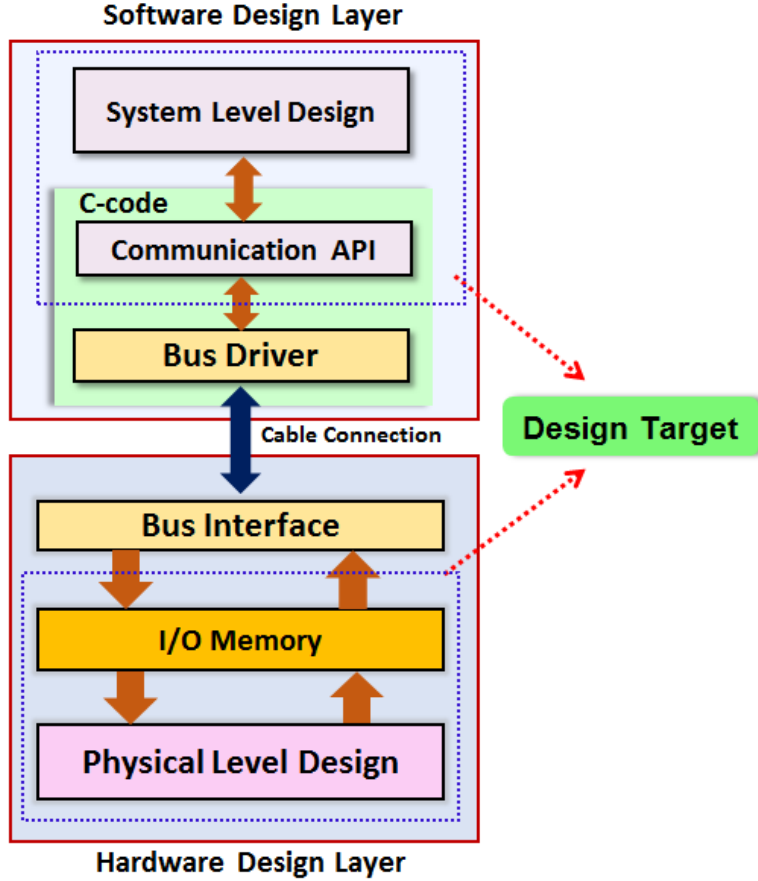 Software Design Layer
System Level Design
C-code
Communication API
Bus Driver
Cable Connection
Design Target
Bus Interface
I/O Memory
Physical Level Design
Hardware Design Layer